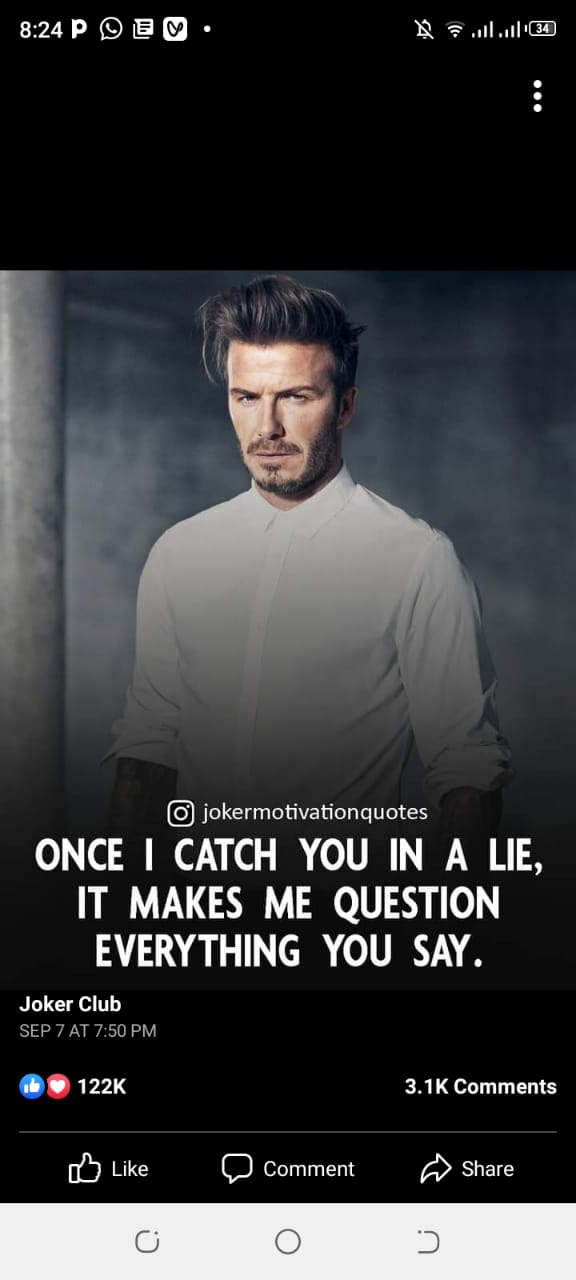 8:24
34
jokermotivationquotes
ONCE I CATCH YOU IN A LIE,
IT MAKES ME QUESTION
EVERYTHING YOU SAY.
Joker Club
SEP 7 AT 7:50 PM
122K 3.1K Comments
Like Comment Share